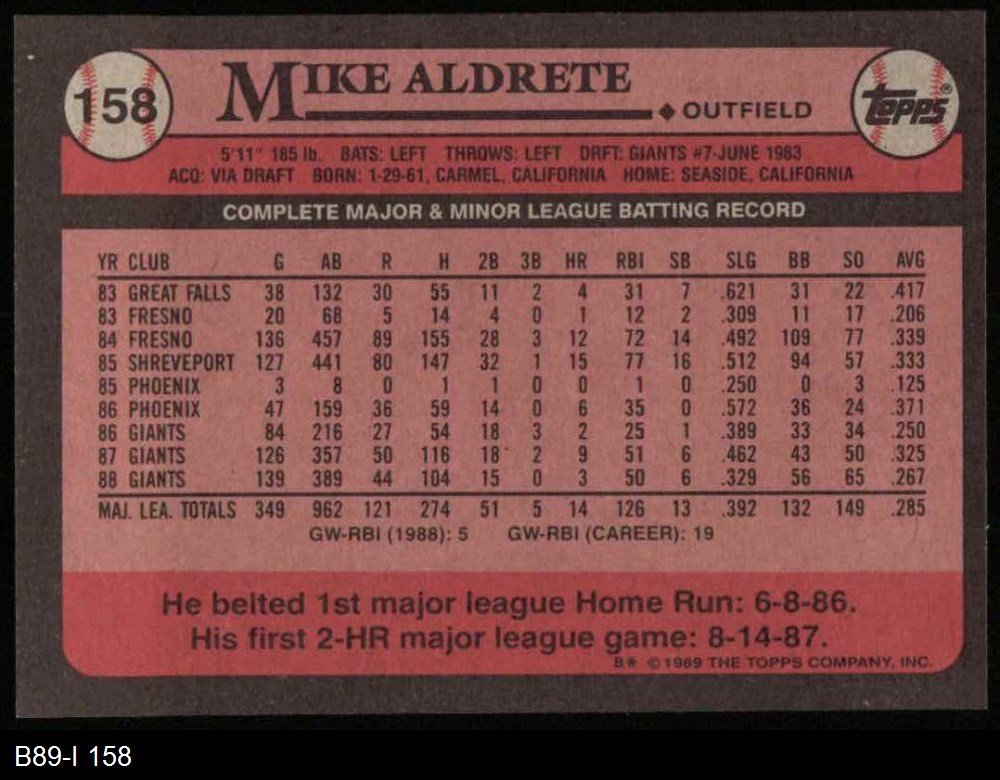 158 MIKE ALDRETE ◆ OUTFIELD Topps®
5'11" 185 lb. BATS: LEFT THROWS: LEFT DRFT: GIANTS #7-JUNE 1983
ACQ: VIA DRAFT BORN: 1-29-61, CARMEL, CALIFORNIA HOME: SEASIDE, CALIFORNIA
COMPLETE MAJOR & MINOR LEAGUE BATTING RECORD
YR CLUB G AB R H 2B 3B HR RBI SB SLG BB SO AVG
83 GREAT FALLS 38 132 30 55 11 2 4 31 7 .621 31 22 .417
83 FRESNO 20 68 5 14 4 0 1 12 2 .309 11 17 .206
84 FRESNO 136 457 89 155 28 3 12 72 14 .492 109 77 .339
85 SHREVEPORT 127 441 80 147 32 1 15 77 16 .512 94 57 .333
85 PHOENIX 3 8 0 1 1 0 0 1 0 .250 0 3 .125
86 PHOENIX 47 159 36 59 14 0 6 35 0 .572 36 24 .371
86 GIANTS 84 216 27 54 18 3 2 25 1 .389 33 34 .250
87 GIANTS 126 357 50 116 18 2 9 51 6 .462 43 50 .325
88 GIANTS 139 389 44 104 15 0 3 50 6 .329 56 65 .267
MAJ. LEA. TOTALS 349 962 121 274 51 5 14 126 13 .392 132 149 .285
GW-RBI (1988): 5 GW-RBI (CAREER): 19
He belted 1st major league Home Run: 6-8-86.
His first 2-HR major league game: 8-14-87.
B# © 1989 THE TOPPS COMPANY, INC.
B89-I 158